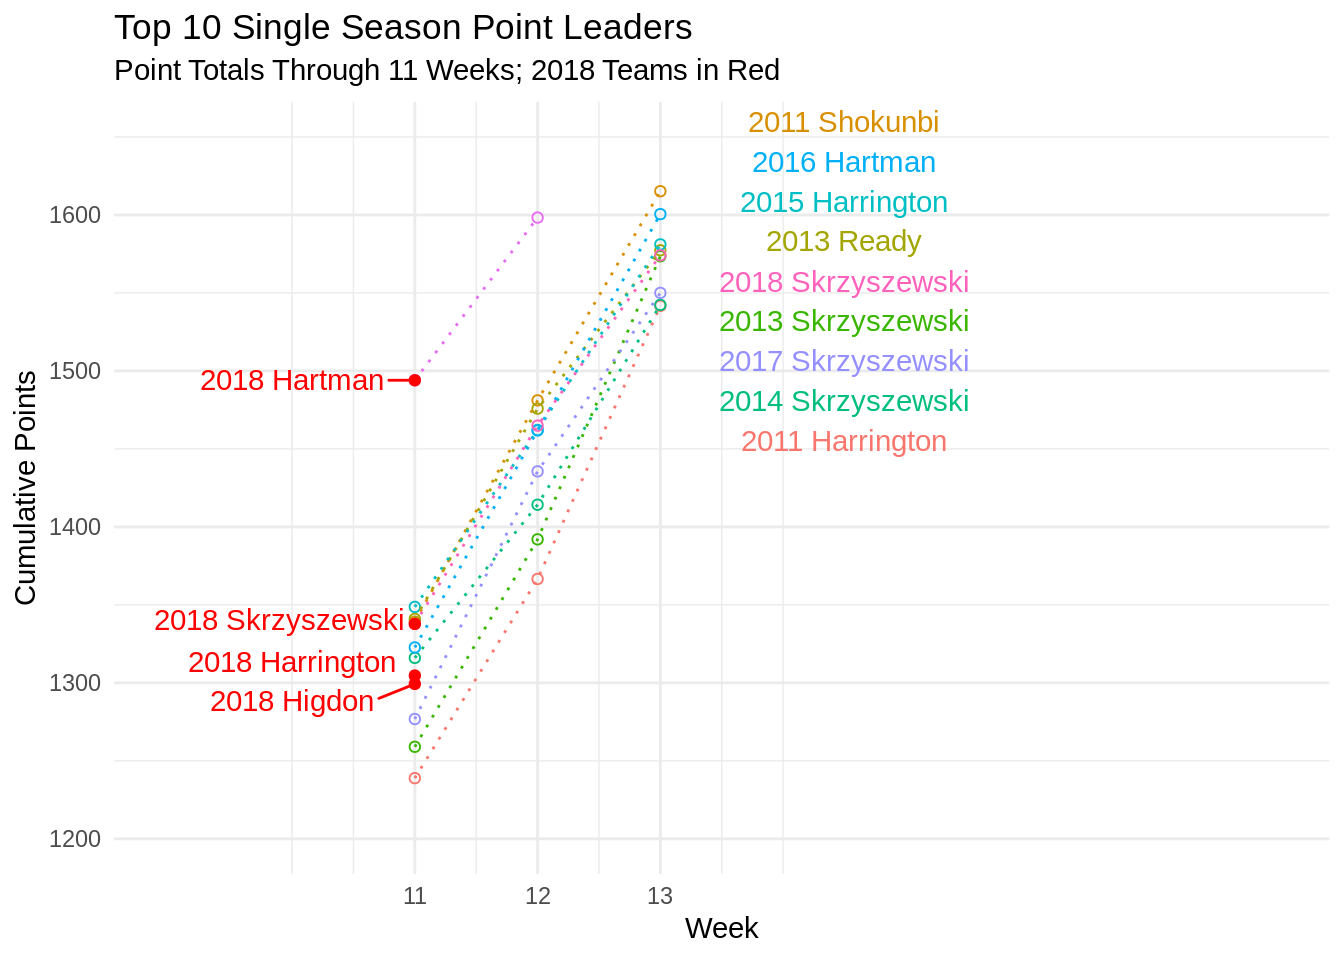 Top 10 Single Season Point Leaders
Point Totals Through 11 Weeks; 2018 Teams in Red
2011 Shokunbi
2016 Hartman
2015 Harrington
2013 Ready
2018 Skrzyszewski
2013 Skrzyszewski
2017 Skrzyszewski
2014 Skrzyszewski
2011 Harrington
2018 Hartman
2018 Skrzyszewski
2018 Harrington
2018 Higdon
Cumulative Points
1600
1500
1400
1300
1200
11 12 13
Week